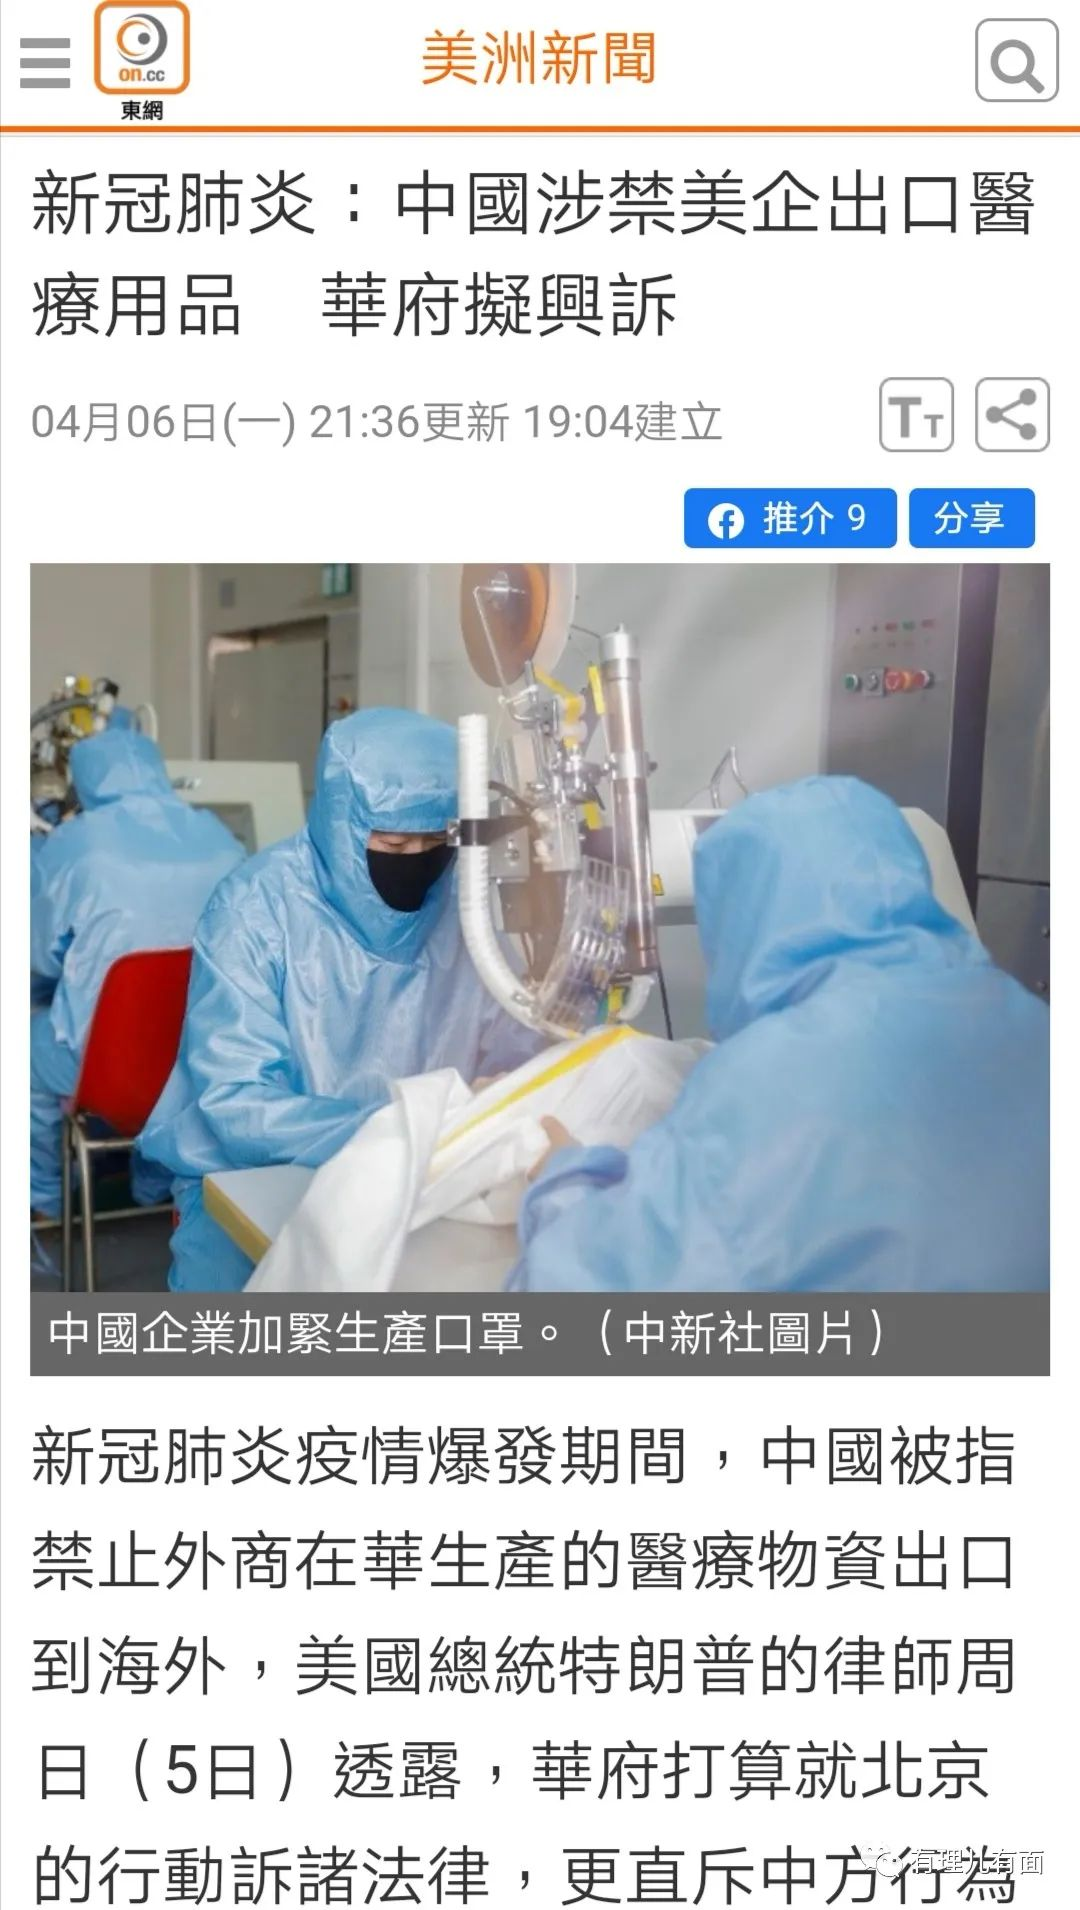 on.cc
東網
美洲新聞
新冠肺炎：中國涉禁美企出口醫
療用品　華府擬興訴
04月06日(一) 21:36更新 19:04建立
TT
推介 9
分享
中國企業加緊生產口罩。（中新社圖片）
新冠肺炎疫情爆發期間，中國被指
禁止外商在華生產的醫療物資出口
到海外，美國總統特朗普的律師周
日（5日）透露，華府打算就北京
的行動訴諸法律，更直斥中方行為
有理儿有面